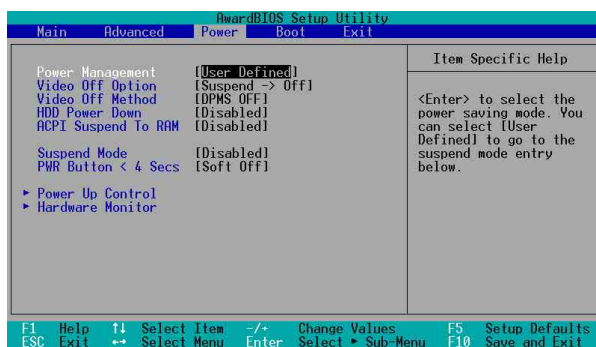 AwardBIOS Setup Utility
Main Advanced Power Boot Exit
Power Management [User Defined]
Video Off Option [Suspend -> Off]
Video Off Method [DPMS OFF]
HDD Power Down [Disabled]
ACPI Suspend To RAM [Disabled]
Suspend Mode [Disabled]
PWR Button < 4 Secs [Soft Off]
► Power Up Control
► Hardware Monitor
Item Specific Help
<Enter> to select the
power saving mode. You
can select [User
Defined] to go to the
suspend mode entry
below.
F1 Help ↑↓ Select Item -/+ Change Values F5 Setup Defaults
ESC Exit ←→ Select Menu Enter Select ► Sub-Menu F10 Save and Exit